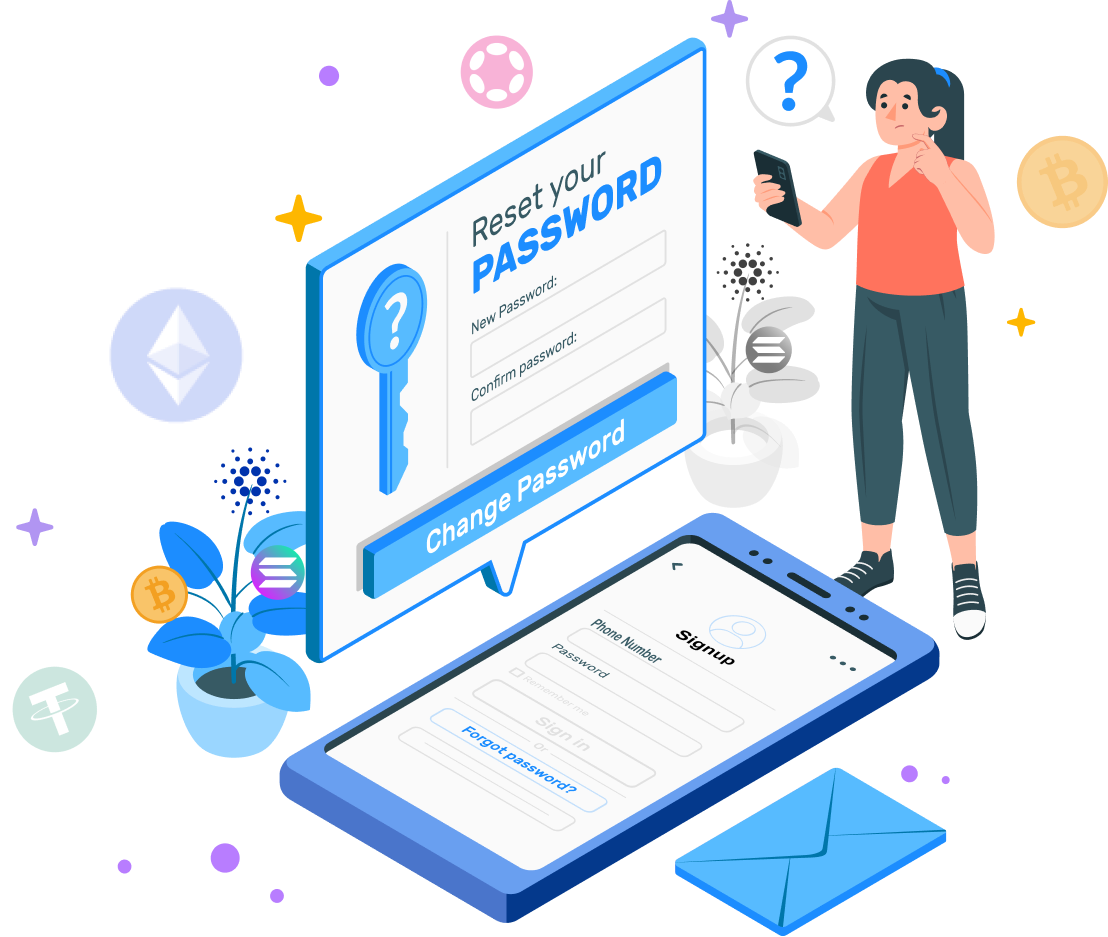 ?
Reset your
PASSWORD
?
New Password:
Confirm password:
Change Password
Signup
Phone Number
Password
Remember me
Sign in
Or
Forgot password?